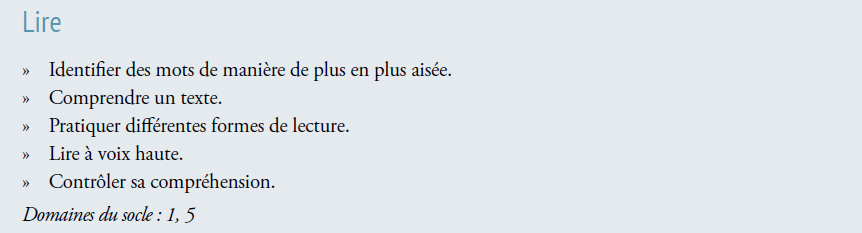 Lire
» Identifier des mots de manière de plus en plus aisée.
» Comprendre un texte.
» Pratiquer différentes formes de lecture.
» Lire à voix haute.
» Contrôler sa compréhension.
Domaines du socle : 1, 5